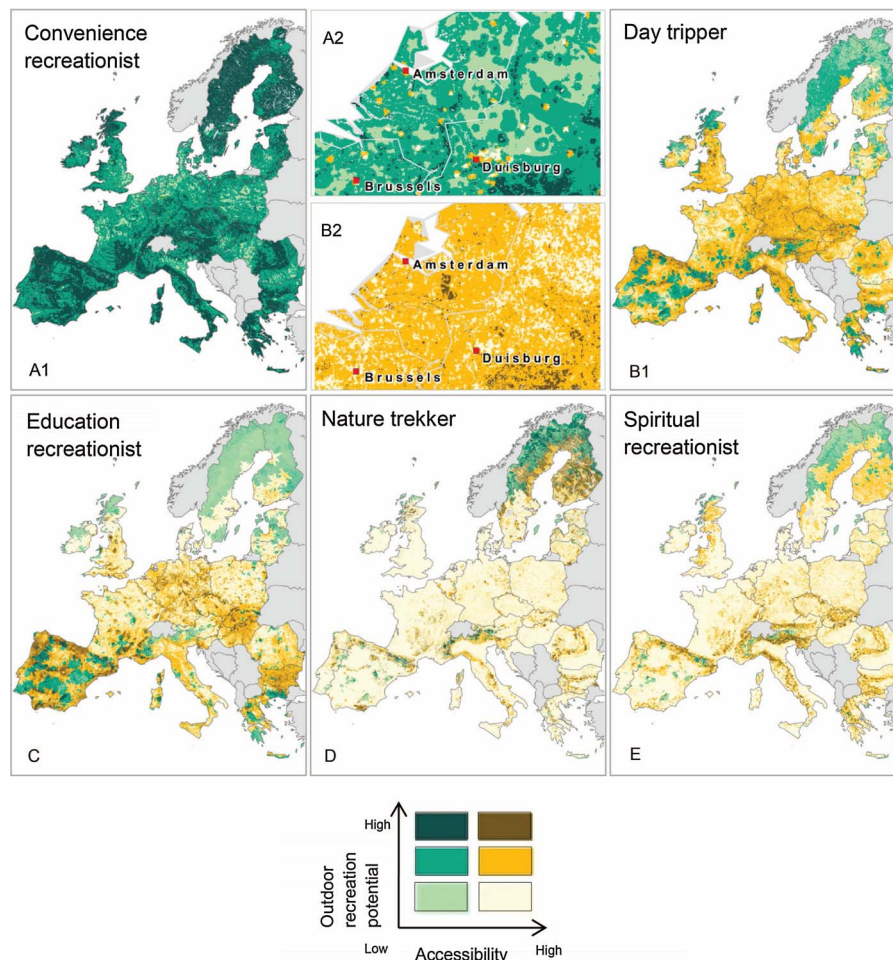 Convenience
recreationist
A1
A2
Amsterdam
Duisburg
Brussels
B2
Amsterdam
Duisburg
Brussels
Day tripper
B1
Education
recreationist
C
Nature trekker
D
Spiritual
recreationist
E
High
Outdoor
recreation
potential
Low
Accessibility
High